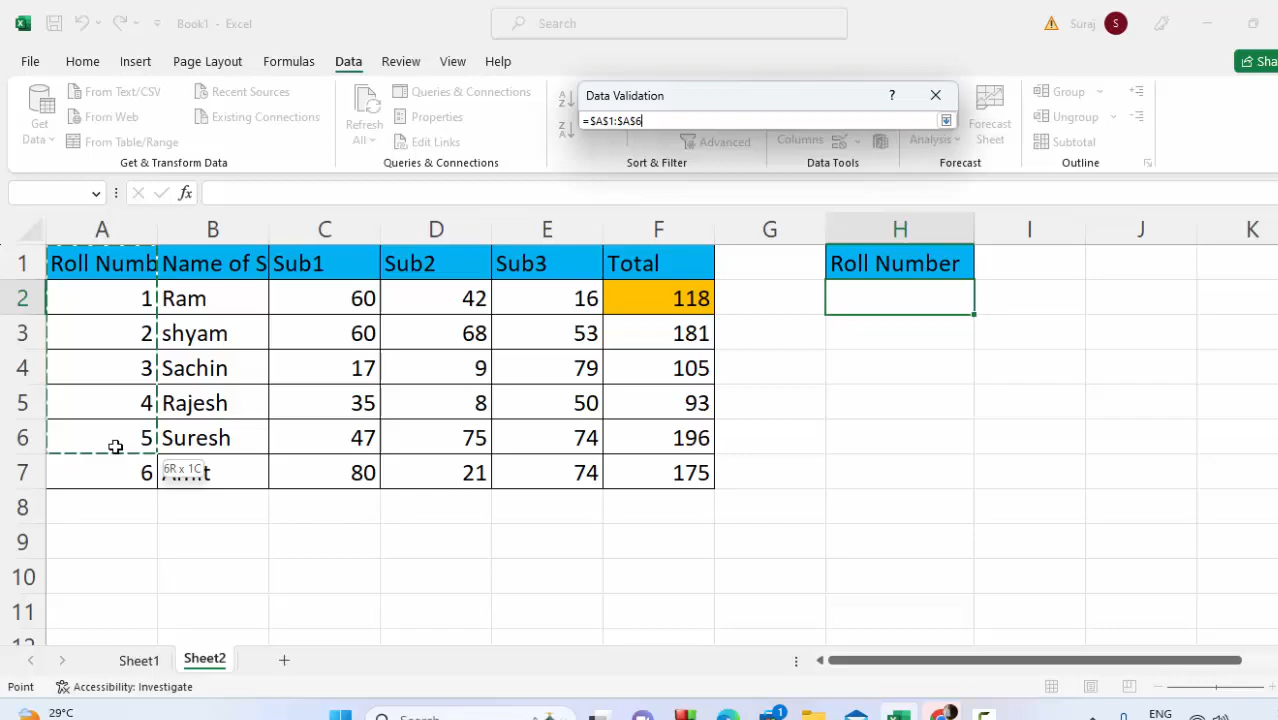 Book1 - Excel
Search
Suraj S
File Home Insert Page Layout Formulas Data Review View Help
Sha
Get Data
From Text/CSV
From Web
From Table/Range
Recent Sources
Existing Connections
Get & Transform Data
Refresh All
Queries & Connections
Properties
Edit Links
Queries & Connections
Data Validation ? ×
=$A$1:$A$6
Advanced
Sort & Filter
Columns
Data Tools
Analysis
Forecast Sheet
Forecast
Group
Ungroup
Subtotal
Outline
fx
A B C D E F G H I J K
1 Roll Numb Name of S Sub1 Sub2 Sub3 Total Roll Number
2 1 Ram 60 42 16 118
3 2 shyam 60 68 53 181
4 3 Sachin 17 9 79 105
5 4 Rajesh 35 8 50 93
6 5 Suresh 47 75 74 196
6R x 1C
7 6 80 21 74 175
8
9
10
11
12
Sheet1 Sheet2
Point Accessibility: Investigate
29°C
Search
1
ENG